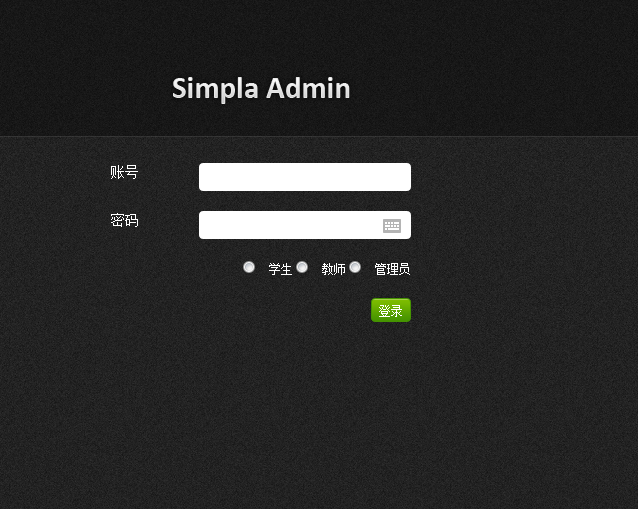 Simpla Admin
账号
密码
学生 教师 管理员
登录